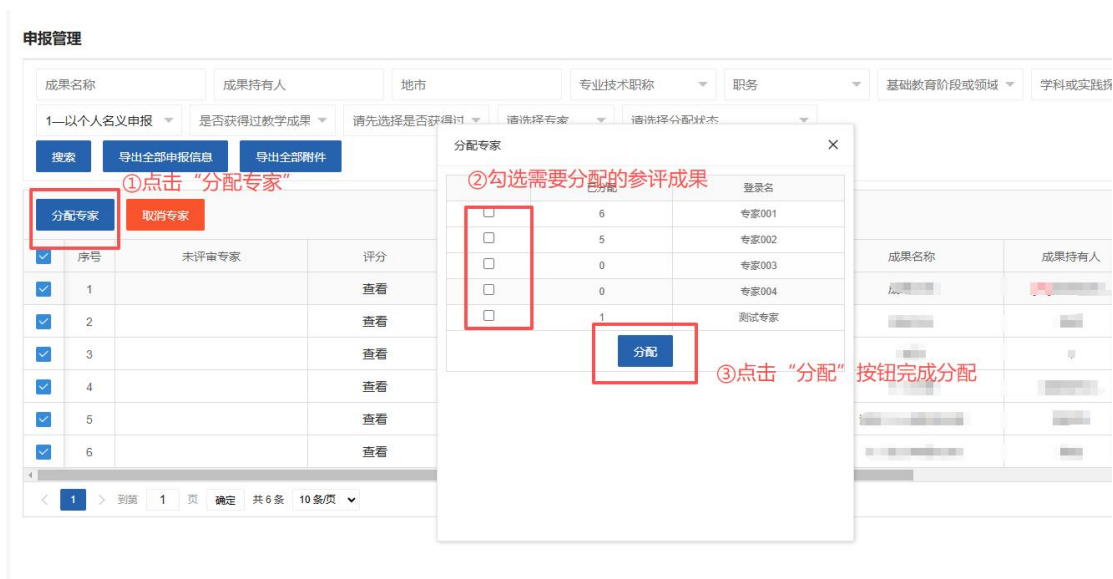 申报管理
成果名称 成果持有人 地市 专业技术职称 职务 基础教育阶段或领域 学科或实践探
1—以个人名义申报 是否获得过教学成果 请先选择是否获得过 请选择专家 请选择分配状态
搜索 导出全部申报信息 导出全部附件
①点击“分配专家”
分配专家 取消专家
序号 未评审专家 评分 成果名称 成果持有人
1 查看
2 查看
3 查看
4 查看
5 查看
6 查看
1 到第 1 页 确定 共 6 条 10 条/页
分配专家 ×
②勾选需要分配的参评成果
已分配 登录名
6 专家001
5 专家002
0 专家003
0 专家004
1 测试专家
分配
③点击“分配”按钮完成分配